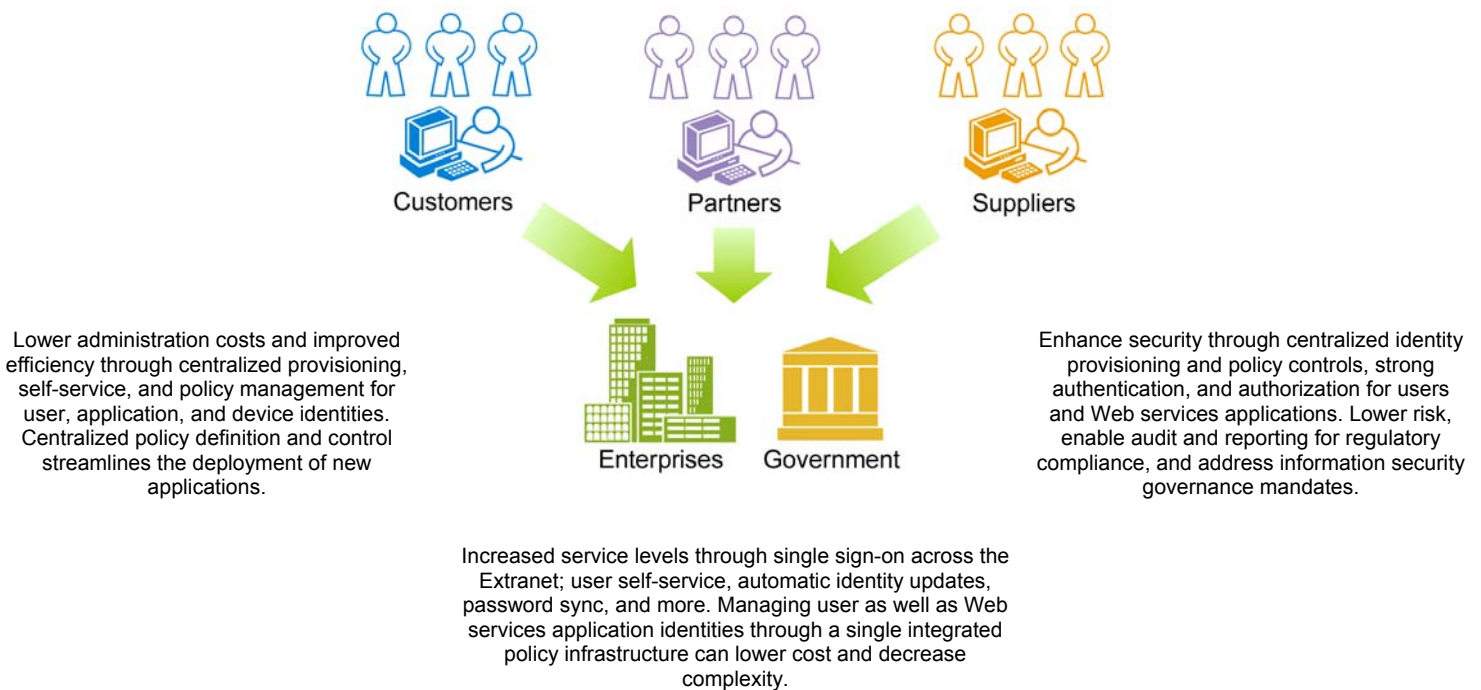 Customers
Partners
Suppliers
Lower administration costs and improved
efficiency through centralized provisioning,
self-service, and policy management for
user, application, and device identities.
Centralized policy definition and control
streamlines the deployment of new
applications.
Enterprises
Government
Enhance security through centralized identity
provisioning and policy controls, strong
authentication, and authorization for users
and Web services applications. Lower risk,
enable audit and reporting for regulatory
compliance, and address information security
governance mandates.
Increased service levels through single sign-on across the
Extranet; user self-service, automatic identity updates,
password sync, and more. Managing user as well as Web
services application identities through a single integrated
policy infrastructure can lower cost and decrease
complexity.